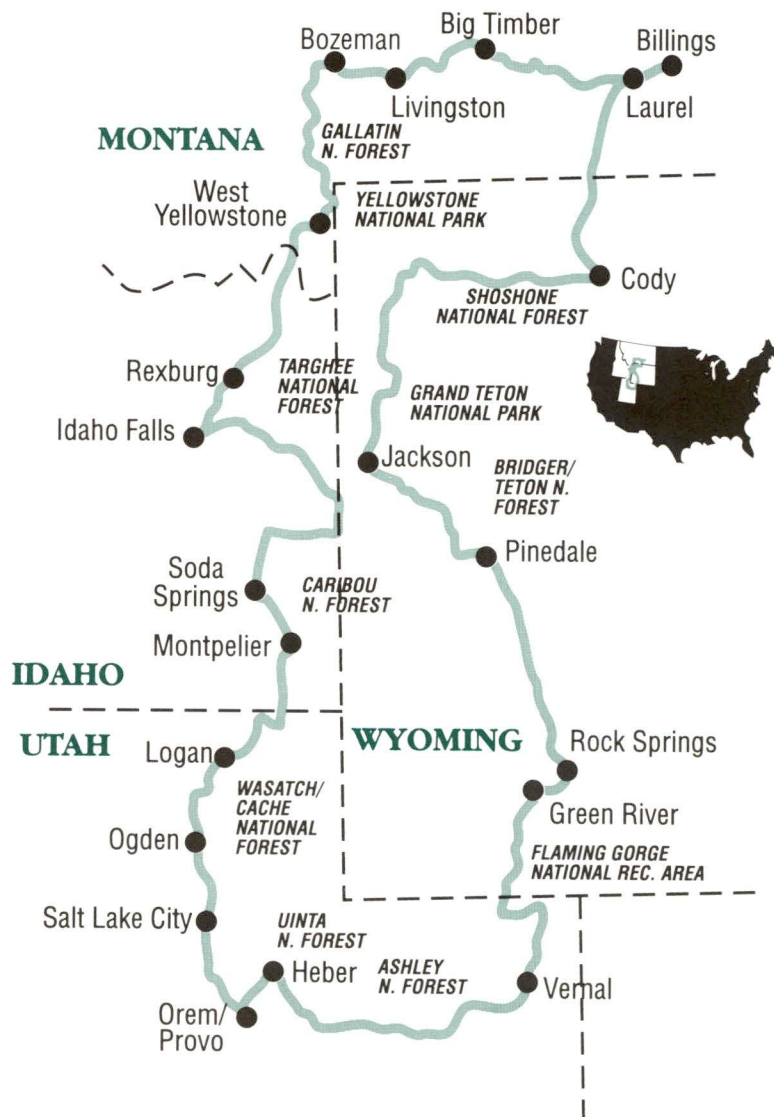 Big Timber
Bozeman
Billings
Livingston
Laurel
GALLATIN
N. FOREST
MONTANA
West
Yellowstone
YELLOWSTONE
NATIONAL PARK
Cody
SHOSHONE
NATIONAL FOREST
Rexburg
TARGHEE
NATIONAL
FOREST
GRAND TETON
NATIONAL PARK
Idaho Falls
Jackson
BRIDGER/
TETON N.
FOREST
Pinedale
Soda
Springs
CARIBOU
N. FOREST
Montpelier
IDAHO
UTAH
WYOMING
Logan
Rock Springs
WASATCH/
CACHE
NATIONAL
FOREST
Green River
Ogden
FLAMING GORGE
NATIONAL REC. AREA
Salt Lake City
UINTA
N. FOREST
Heber
ASHLEY
N. FOREST
Vernal
Orem/
Provo